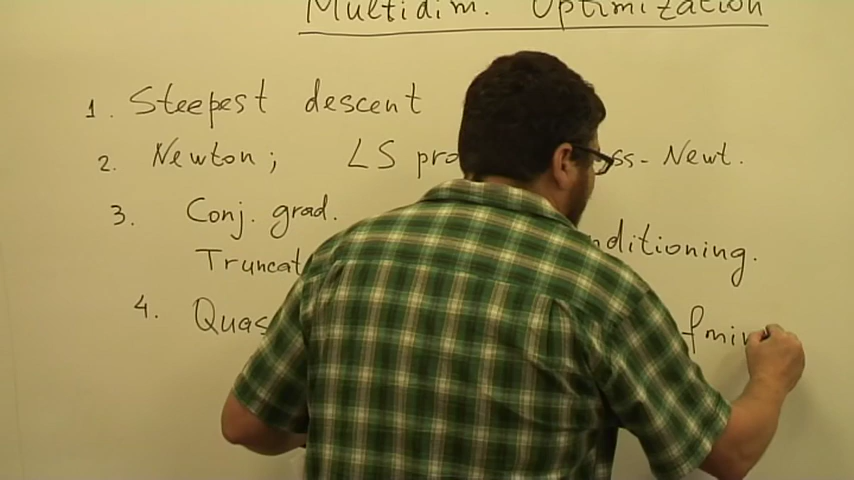 Multidim. Optimization
1. Steepest descent
2. Newton; LS pro ss-Newt.
3. Conj. grad.
Truncat nditioning.
4. Quas fmin